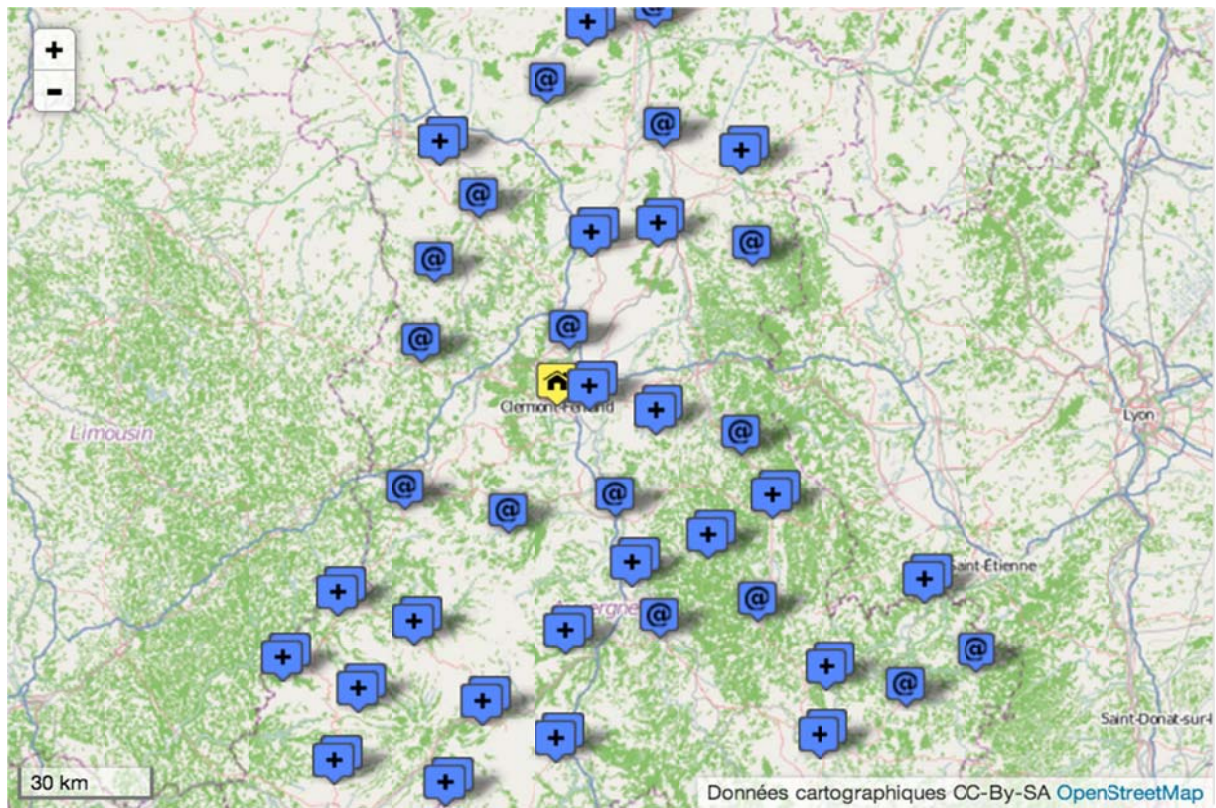 +
-
Clermont-Ferrand
Limousin
Lyon
Saint-Étienne
Auvergne
Saint-Donat-sur-l
30 km
Données cartographiques CC-By-SA OpenStreetMap